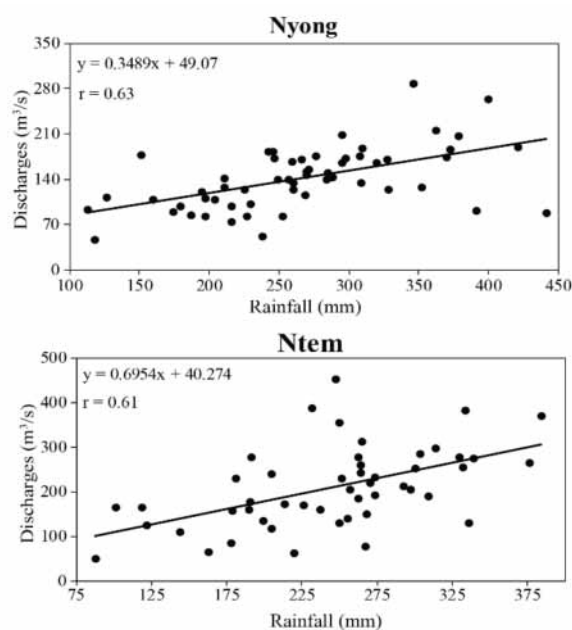 Nyong
350
y = 0.3489x + 49.07
280
r = 0.63
210
140
70
0
Discharges (m³/s)
100 150 200 250 300 350 400 450
Rainfall (mm)
Ntem
500
y = 0.6954x + 40.274
400
r = 0.61
300
200
100
0
Discharges (m³/s)
75 125 175 225 275 325 375
Rainfall (mm)